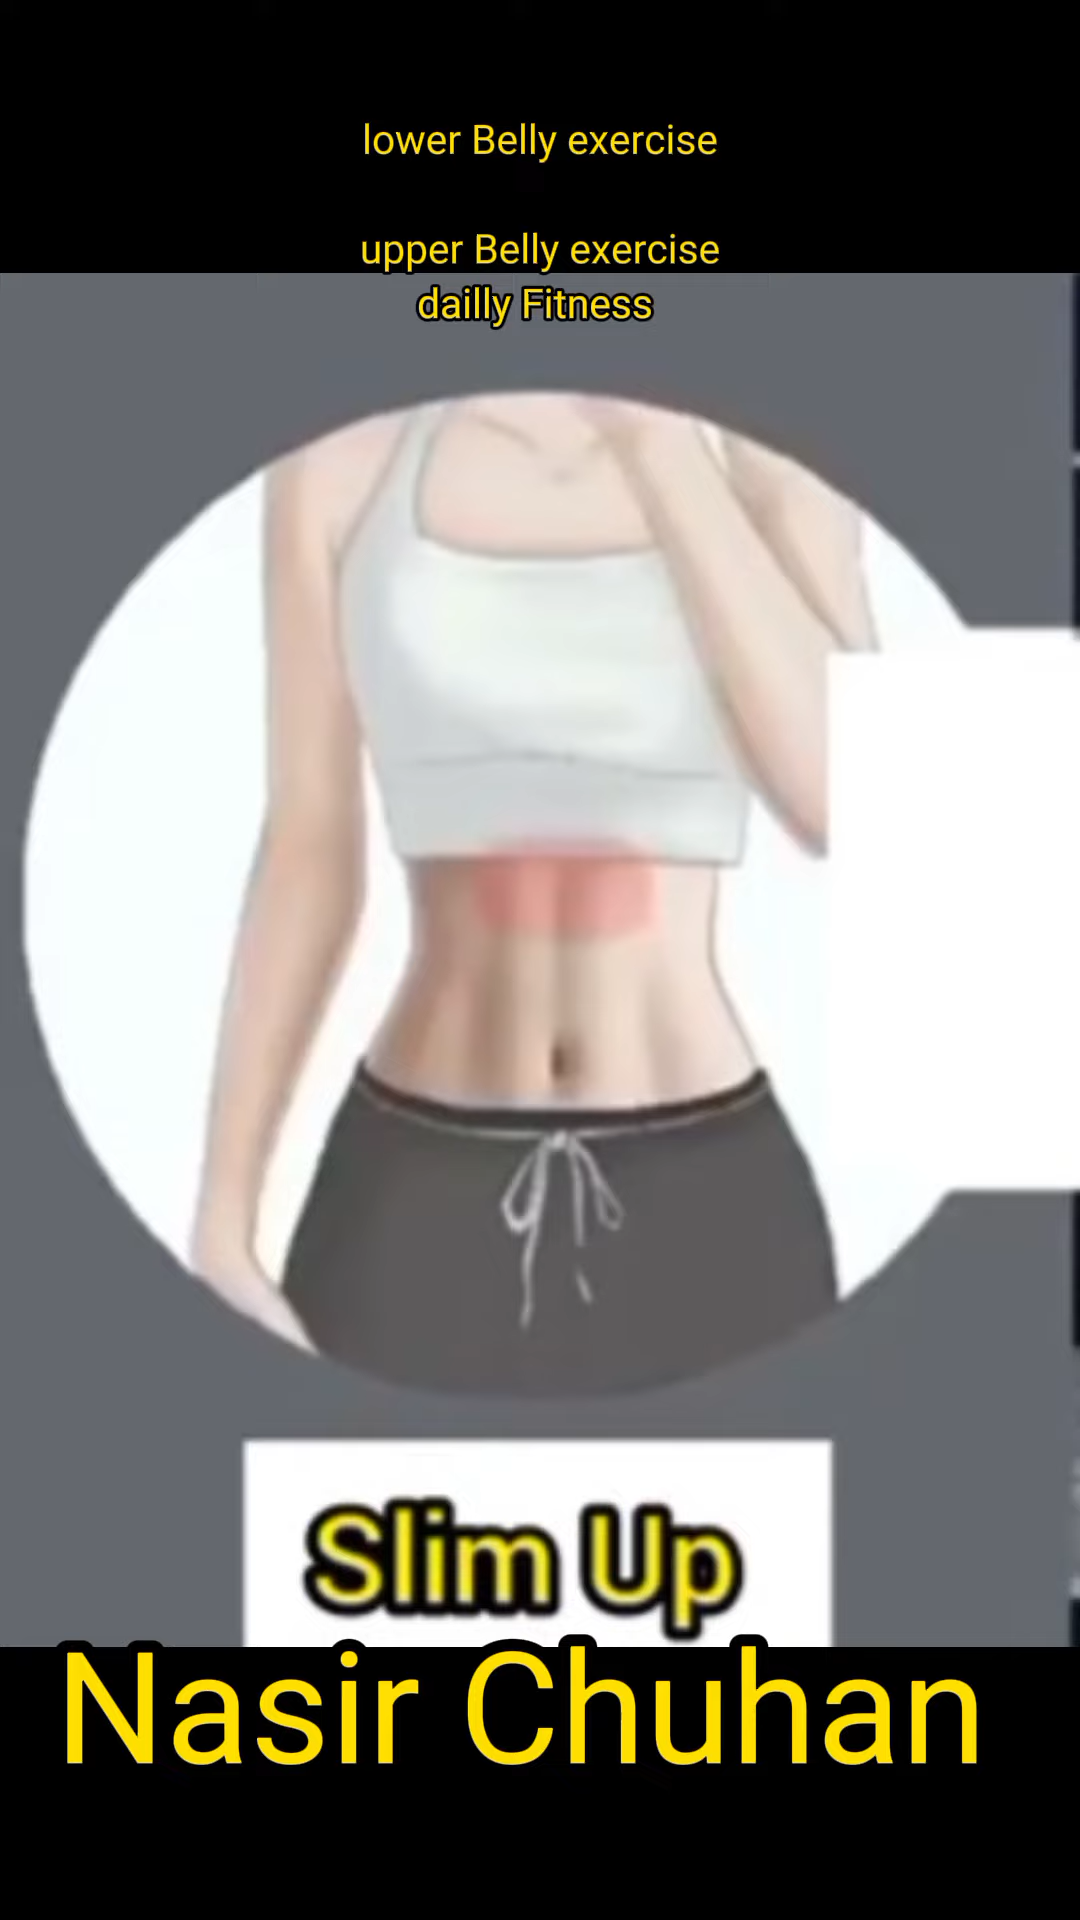 lower Belly exercise
upper Belly exercise
dailly Fitness
Slim Up
Nasir Chuhan